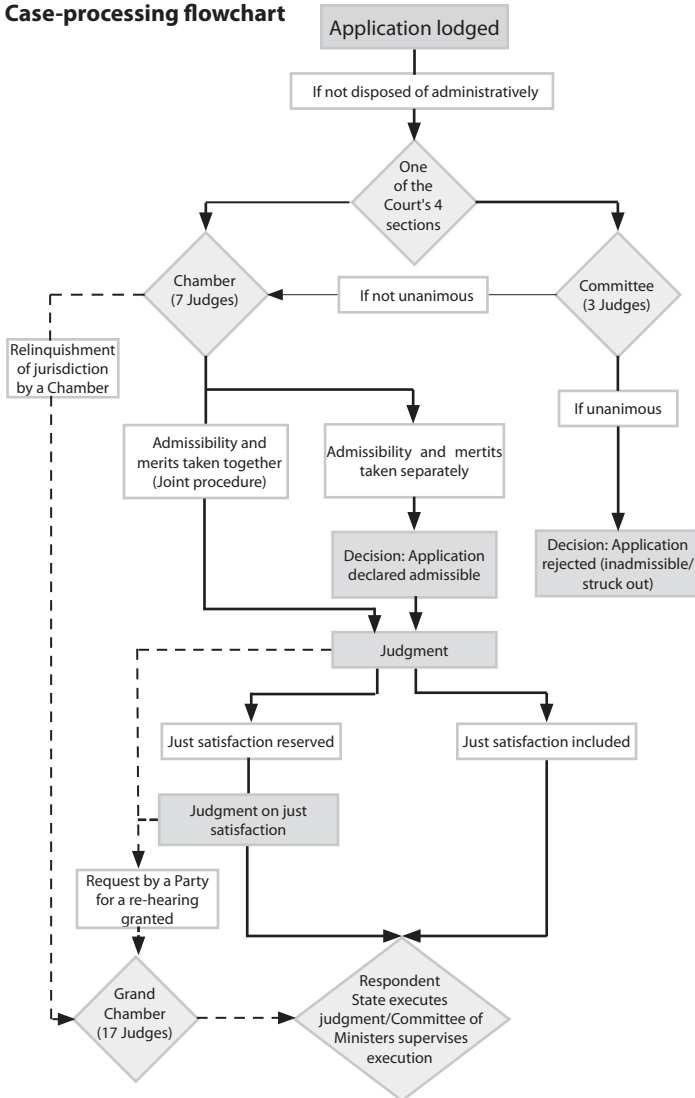 Case-processing flowchart
Application lodged
If not disposed of administratively
One
of the
Court's 4
sections
Chamber
(7 Judges)
If not unanimous
Committee
(3 Judges)
Relinquishment
of jurisdiction
by a Chamber
If unanimous
Admissibility and
merits taken together
(Joint procedure)
Admissibility and mertits
taken separately
Decision: Application
declared admissible
Decision: Application
rejected (inadmissible/
struck out)
Judgment
Just satisfaction reserved
Just satisfaction included
Judgment on just
satisfaction
Request by a Party
for a re-hearing
granted
Grand
Chamber
(17 Judges)
Respondent
State executes
judgment/Committee of
Ministers supervises
execution